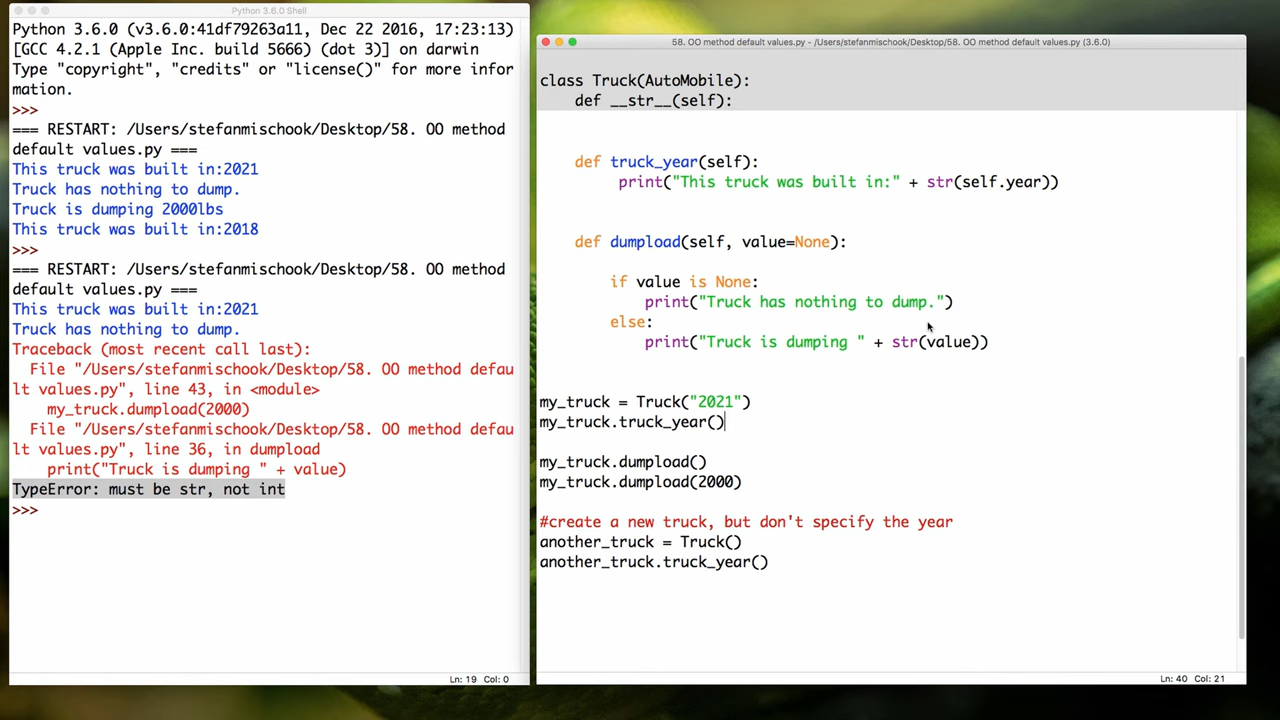 Python 3.6.0 Shell
Python 3.6.0 (v3.6.0:41df79263a11, Dec 22 2016, 17:23:13)
[GCC 4.2.1 (Apple Inc. build 5666) (dot 3)] on darwin
Type "copyright", "credits" or "license()" for more infor
mation.
>>>
=== RESTART: /Users/stefanmischook/Desktop/58. OO method
default values.py ===
This truck was built in:2021
Truck has nothing to dump.
Truck is dumping 2000lbs
This truck was built in:2018
>>>
=== RESTART: /Users/stefanmischook/Desktop/58. OO method
default values.py ===
This truck was built in:2021
Truck has nothing to dump.
Traceback (most recent call last):
File "/Users/stefanmischook/Desktop/58. OO method defau
lt values.py", line 43, in <module>
my_truck.dumpload(2000)
File "/Users/stefanmischook/Desktop/58. OO method defau
lt values.py", line 36, in dumpload
print("Truck is dumping " + value)
TypeError: must be str, not int
>>>
Ln: 19 Col: 0
58. OO method default values.py - /Users/stefanmischook/Desktop/58. OO method default values.py (3.6.0)
class Truck(AutoMobile):
def __str__(self):
def truck_year(self):
print("This truck was built in:" + str(self.year))
def dumpload(self, value=None):
if value is None:
print("Truck has nothing to dump.")
else:
print("Truck is dumping " + str(value))
my_truck = Truck("2021")
my_truck.truck_year()
my_truck.dumpload()
my_truck.dumpload(2000)
#create a new truck, but don't specify the year
another_truck = Truck()
another_truck.truck_year()
Ln: 40 Col: 21